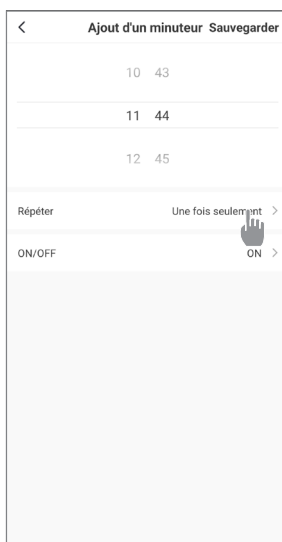 Ajout d'un minuteur Sauvegarder
10 43
11 44
12 45
Répéter Une fois seulement
ON/OFF ON